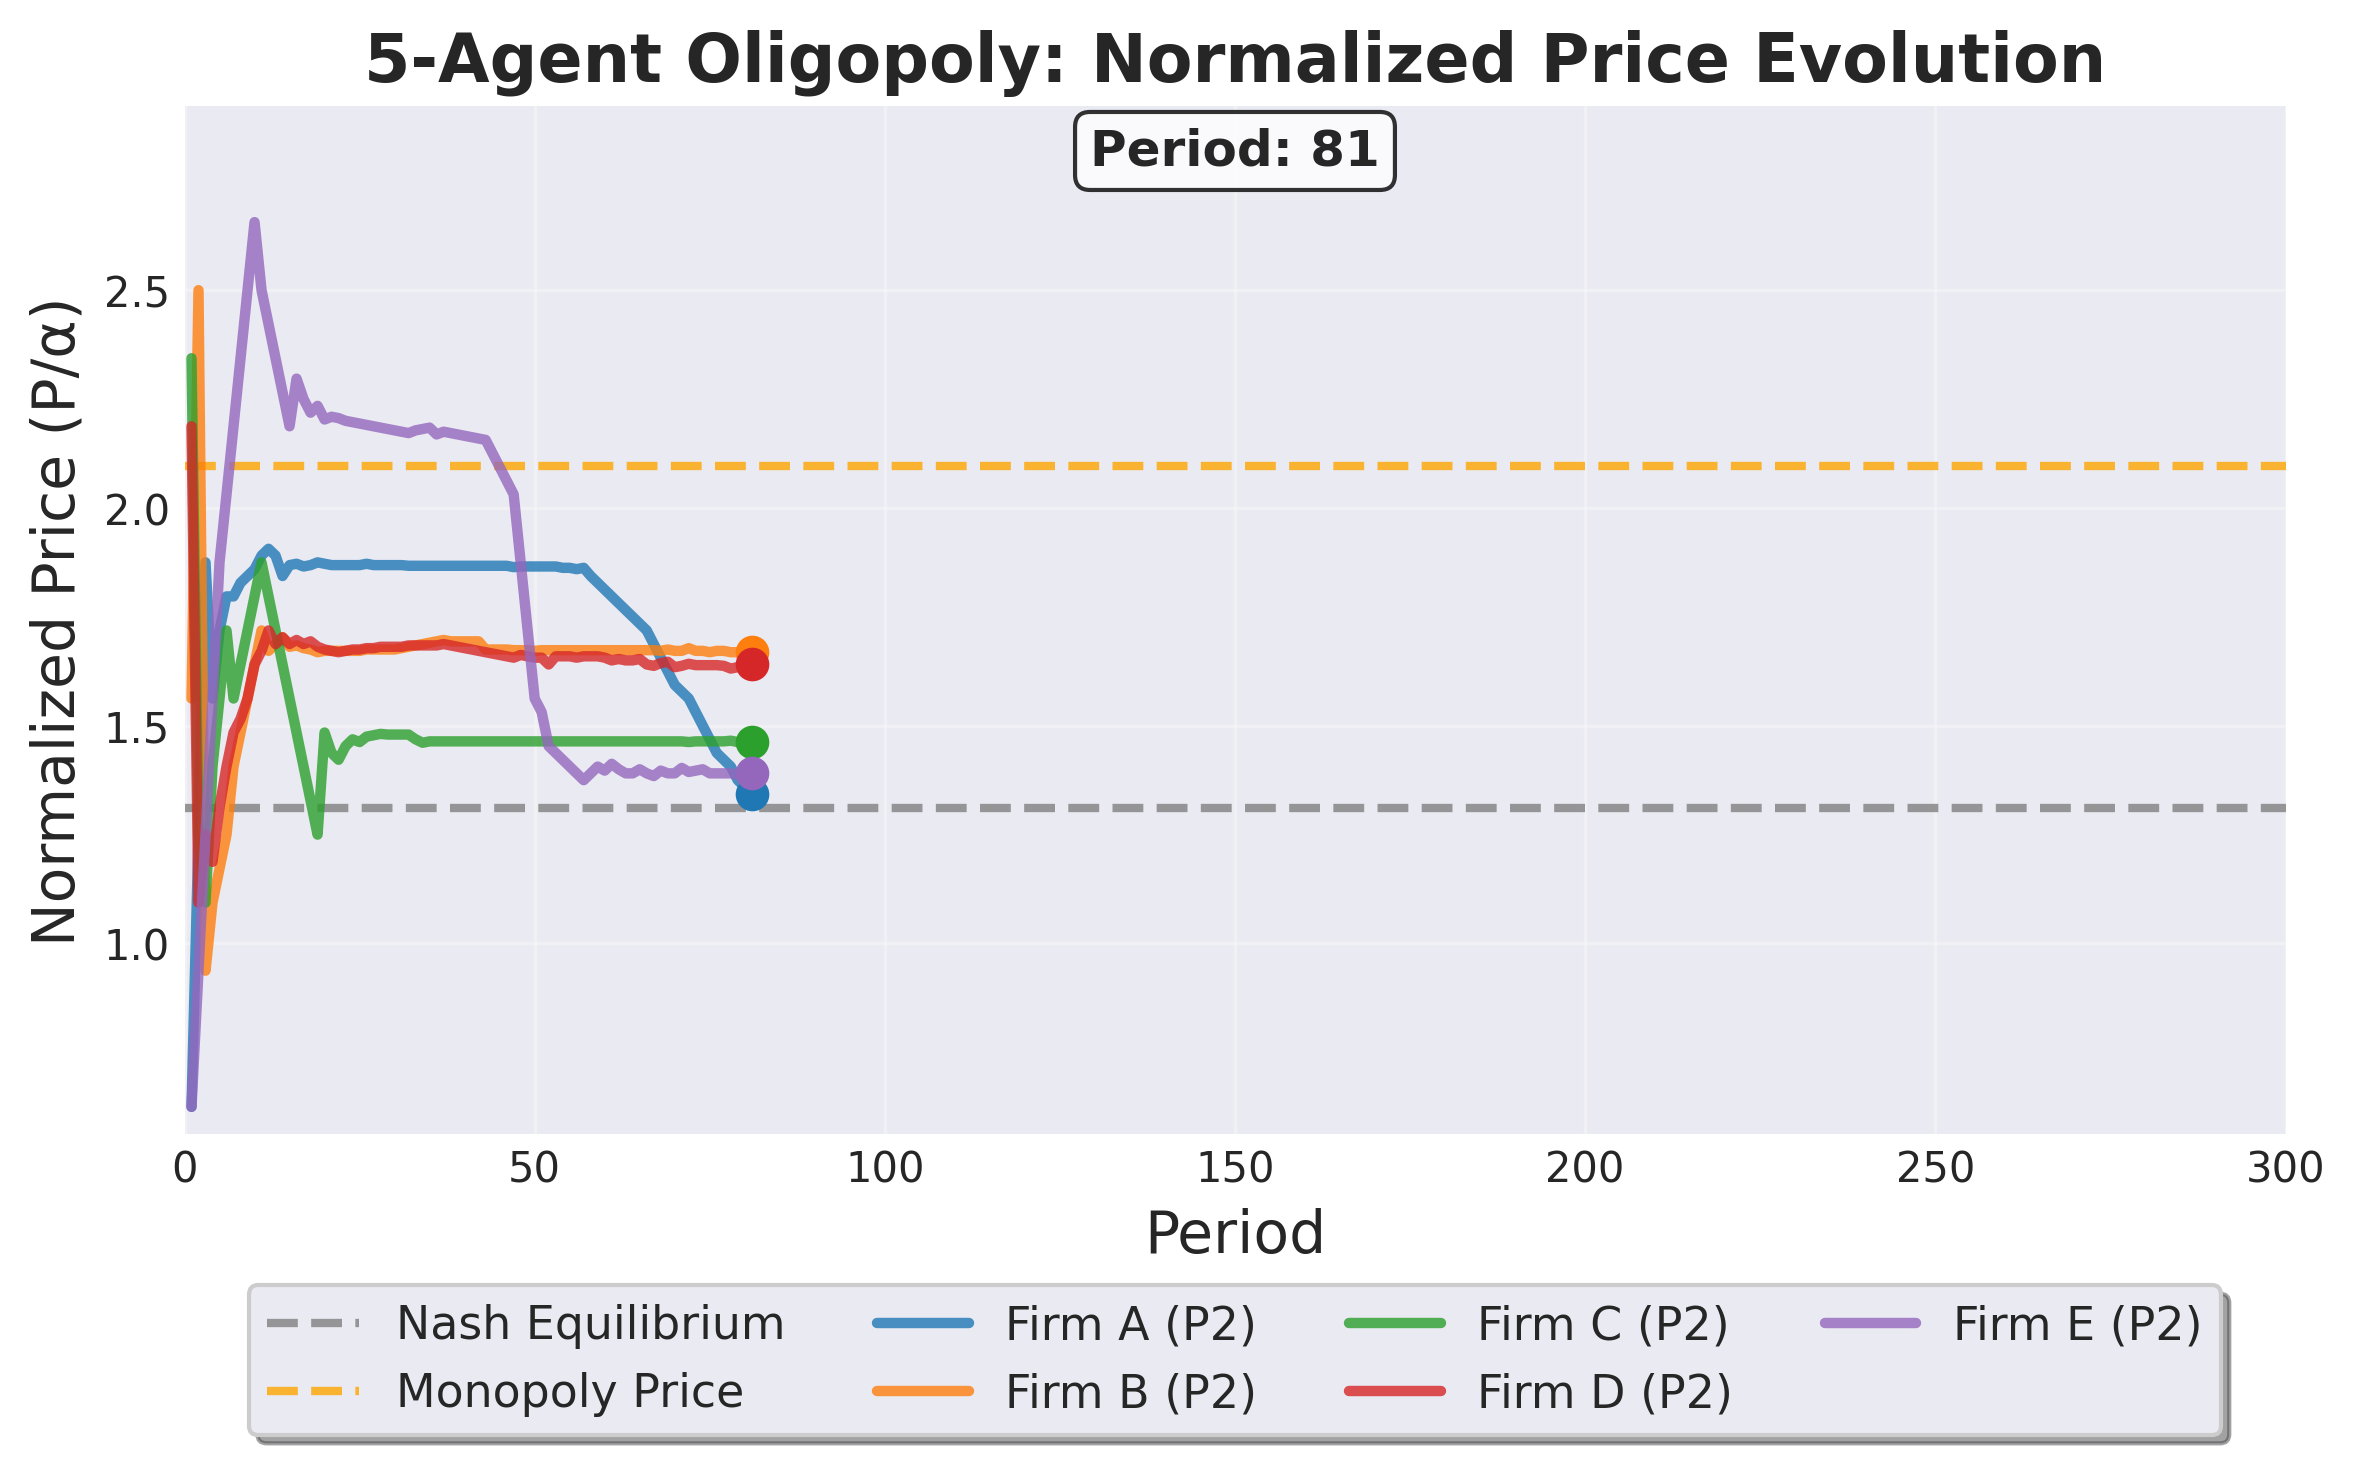 5-Agent Oligopoly: Normalized Price Evolution
Period: 81
Normalized Price (P/α)
2.5
2.0
1.5
1.0
0 50 100 150 200 250 300
Period
Nash Equilibrium Firm A (P2) Firm C (P2) Firm E (P2)
Monopoly Price Firm B (P2) Firm D (P2)